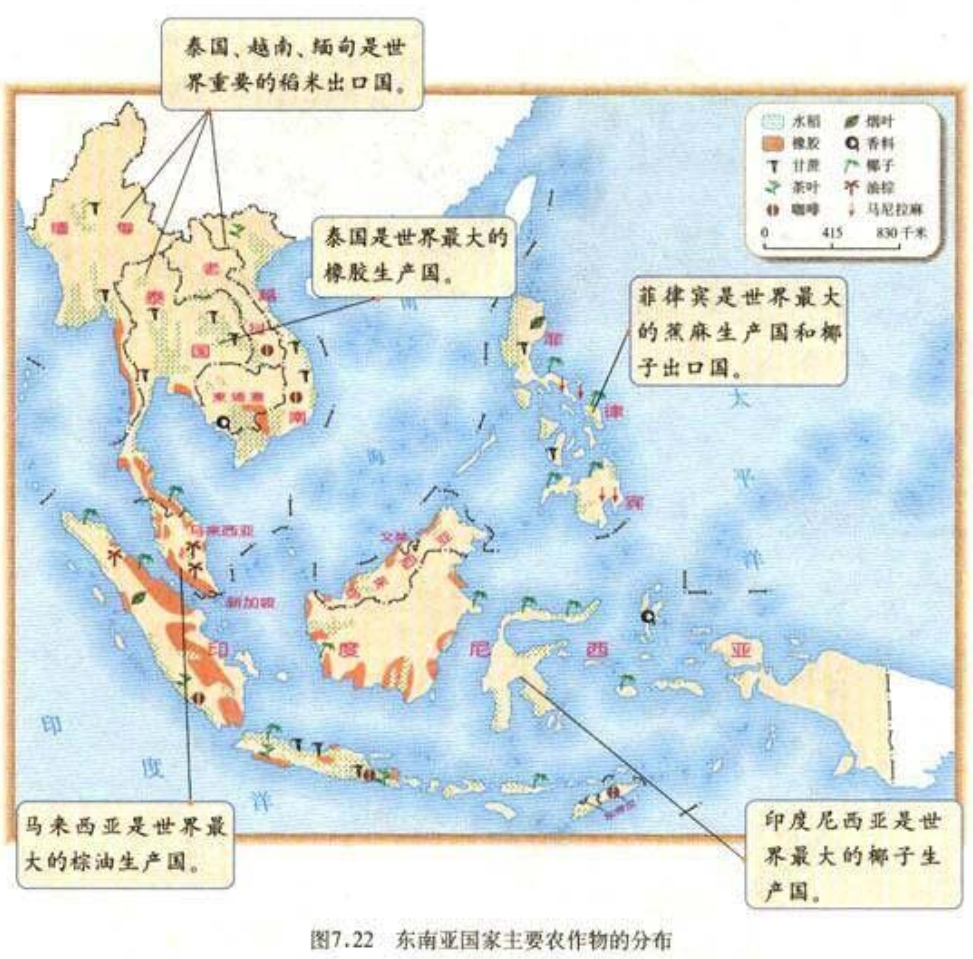 泰国、越南、缅甸是世
界重要的稻米出口国。
水稻
烟叶
橡胶
香料
甘蔗
椰子
茶叶
油棕
咖啡
马尼拉麻
0 415 830 千米
泰国是世界最大的
橡胶生产国。
菲律宾是世界最大
的蕉麻生产国和椰
子出口国。
缅 甸
老
越
泰
挝
国
柬埔寨
南
南
海
菲
律
宾
太
平
洋
马来西亚
新加坡
文莱
马
来
西
亚
印 度 尼 西 亚
印
度
洋
马来西亚是世界最
大的棕油生产国。
印度尼西亚是世
界最大的椰子生
产国。
图7.22 东南亚国家主要农作物的分布